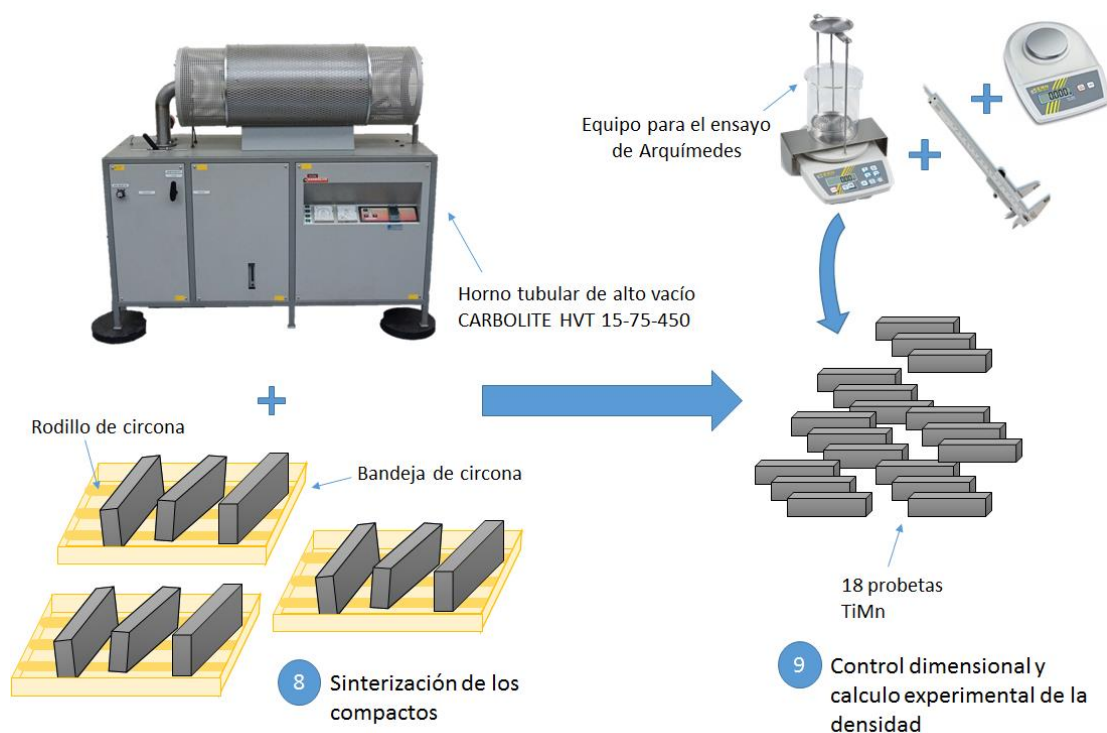 Equipo para el ensayo
de Arquímedes
Horno tubular de alto vacío
CARBOLITE HVT 15-75-450
Rodillo de circona
Bandeja de circona
18 probetas
TiMn
8 Sinterización de los
compactos
9 Control dimensional y
calculo experimental de la
densidad